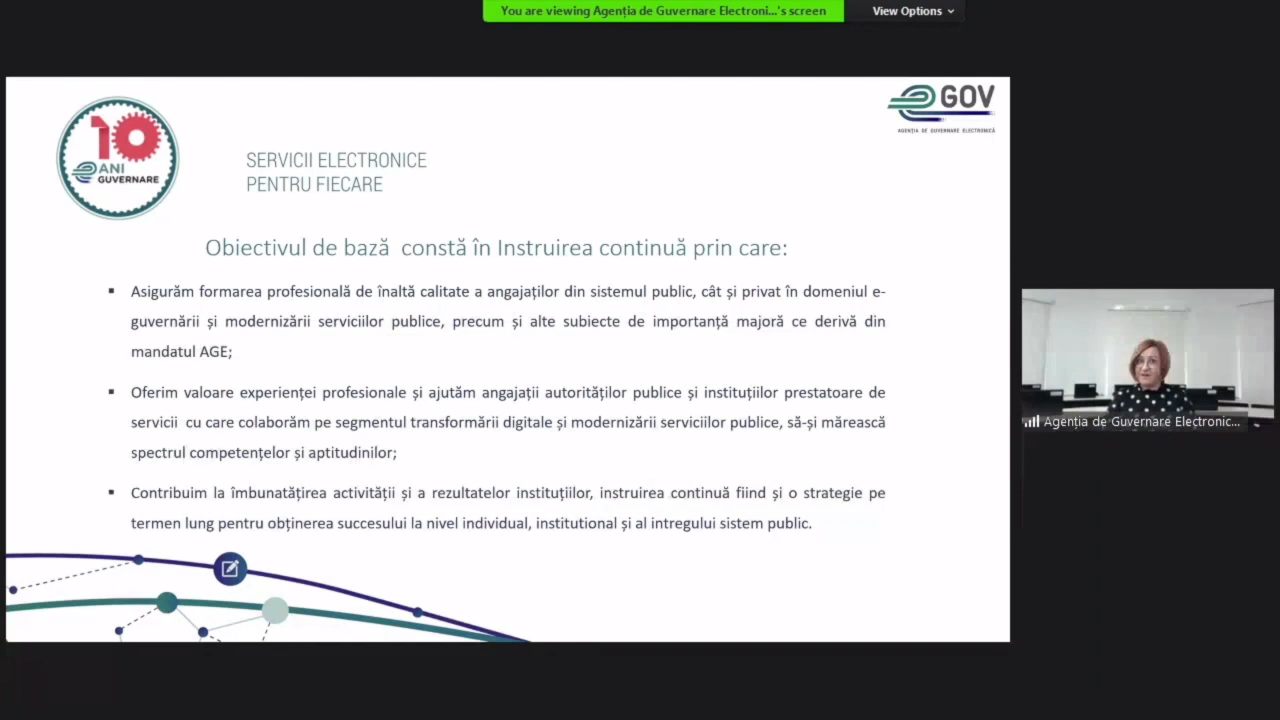 You are viewing Agenția de Guvernare Electroni...'s screen
View Options
10
ANI
GUVERNARE
GOV
AGENȚIA DE GUVERNARE ELECTRONICĂ
SERVICII ELECTRONICE
PENTRU FIECARE
Obiectivul de bază constă în Instruirea continuă prin care:
▪ Asigurăm formarea profesională de înaltă calitate a angajaților din sistemul public, cât și privat în domeniul e-
guvernării și modernizării serviciilor publice, precum și alte subiecte de importanță majoră ce derivă din
mandatul AGE;
▪ Oferim valoare experienței profesionale și ajutăm angajații autorităților publice și instituțiilor prestatoare de
servicii cu care colaborăm pe segmentul transformării digitale și modernizării serviciilor publice, să-și mărească
spectrul competențelor și aptitudinilor;
▪ Contribuim la îmbunatățirea activității și a rezultatelor instituțiilor, instruirea continuă fiind și o strategie pe
termen lung pentru obținerea succesului la nivel individual, institutional și al intregului sistem public.
Agenția de Guvernare Electronic...